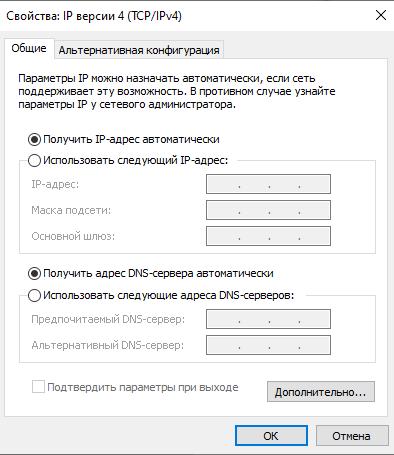 Свойства: IP версии 4 (TCP/IPv4)
Общие
Альтернативная конфигурация
Параметры IP можно назначать автоматически, если сеть
поддерживает эту возможность. В противном случае узнайте
параметры IP у сетевого администратора.
Получить IP-адрес автоматически
Использовать следующий IP-адрес:
IP-адрес:
Маска подсети:
Основной шлюз:
Получить адрес DNS-сервера автоматически
Использовать следующие адреса DNS-серверов:
Предпочитаемый DNS-сервер:
Альтернативный DNS-сервер:
Подтвердить параметры при выходе
Дополнительно...
ОК
Отмена